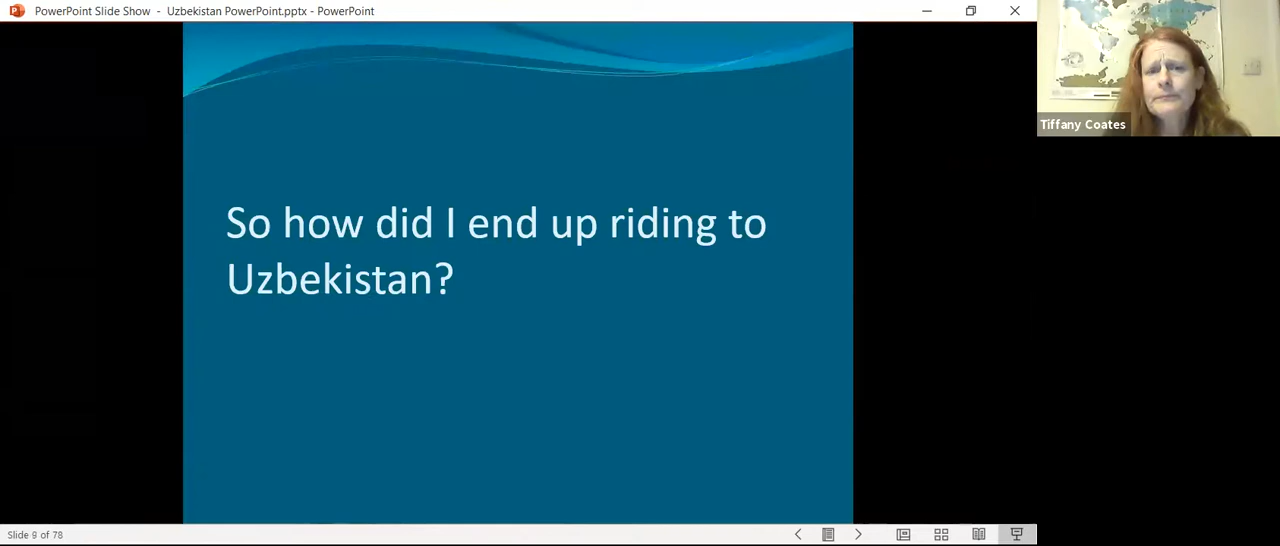 PowerPoint Slide Show - Uzbekistan PowerPoint.pptx - PowerPoint
Tiffany Coates
So how did I end up riding to
Uzbekistan?
Slide 9 of 78